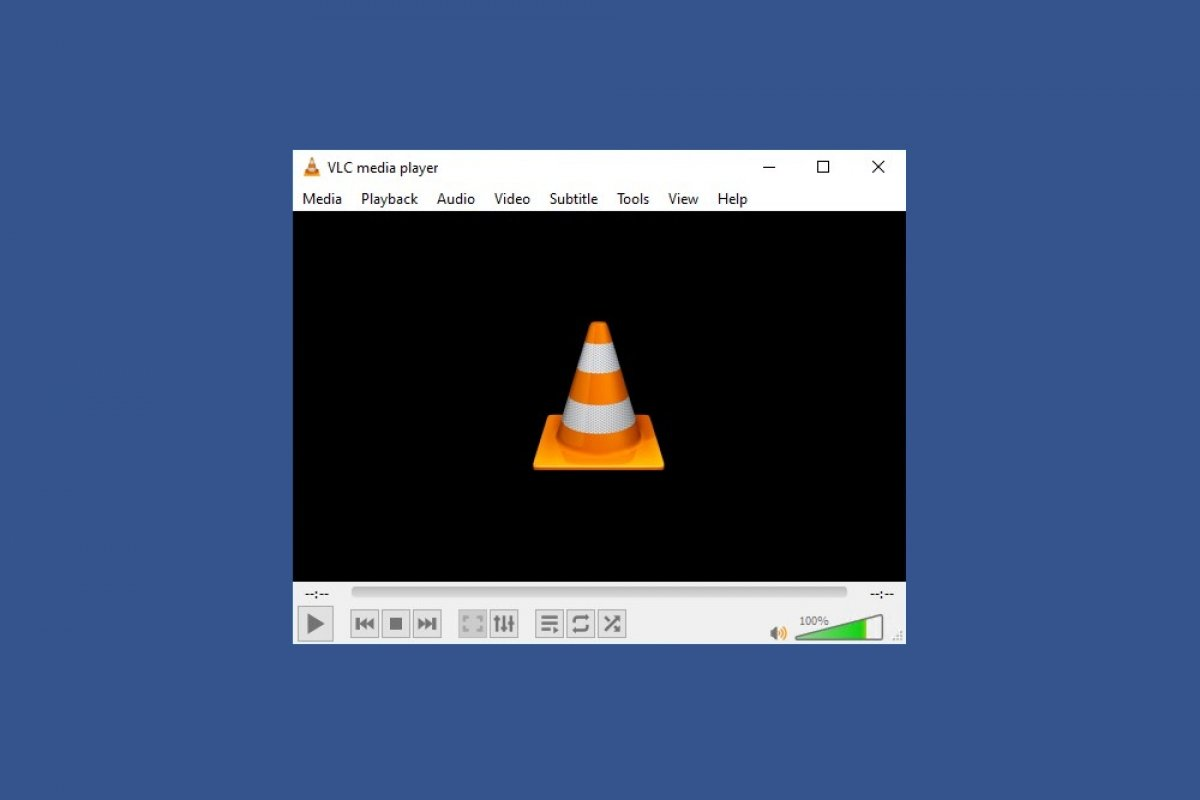 VLC media player
Media Playback Audio Video Subtitle Tools View Help
--:-- --:--
100%